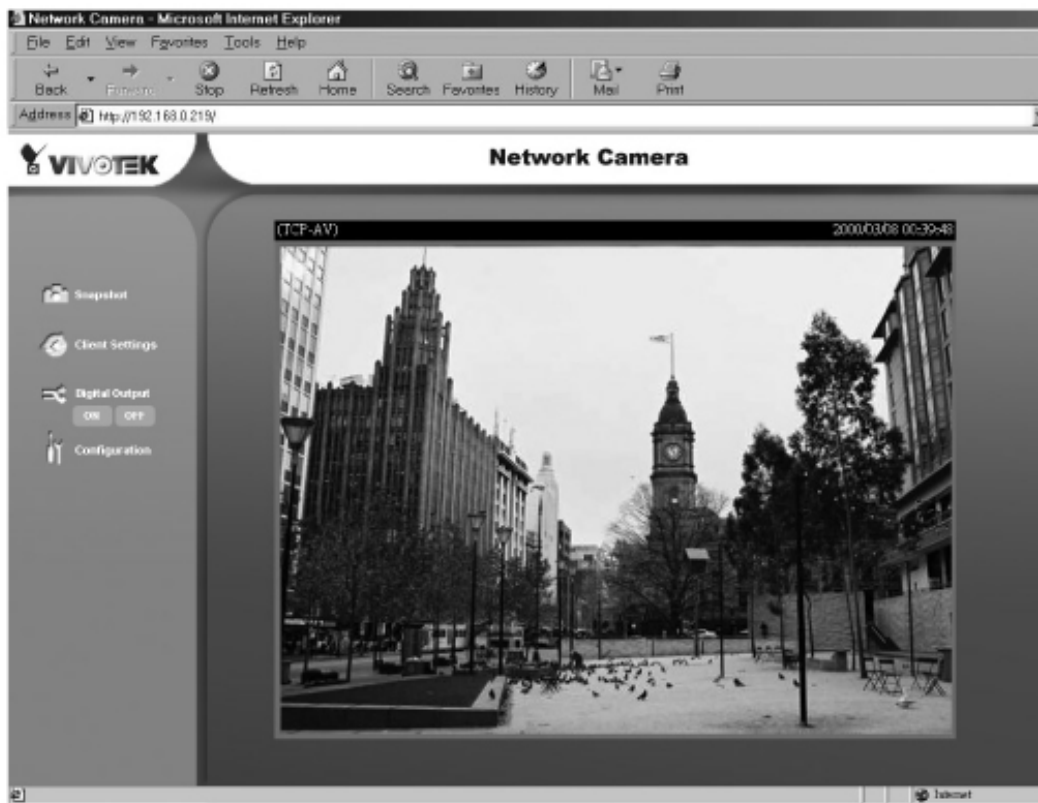 Network Camera - Microsoft Internet Explorer
File Edit View Favorites Tools Help
Back Forward Stop Refresh Home Search Favorites History Mail Print
Address http://192.168.0.219/
VIVOTEK
Network Camera
(TCP-AV) 2000/03/08 00:39:48
Snapshot
Client Settings
Digital Output
ON OFF
Configuration
Internet